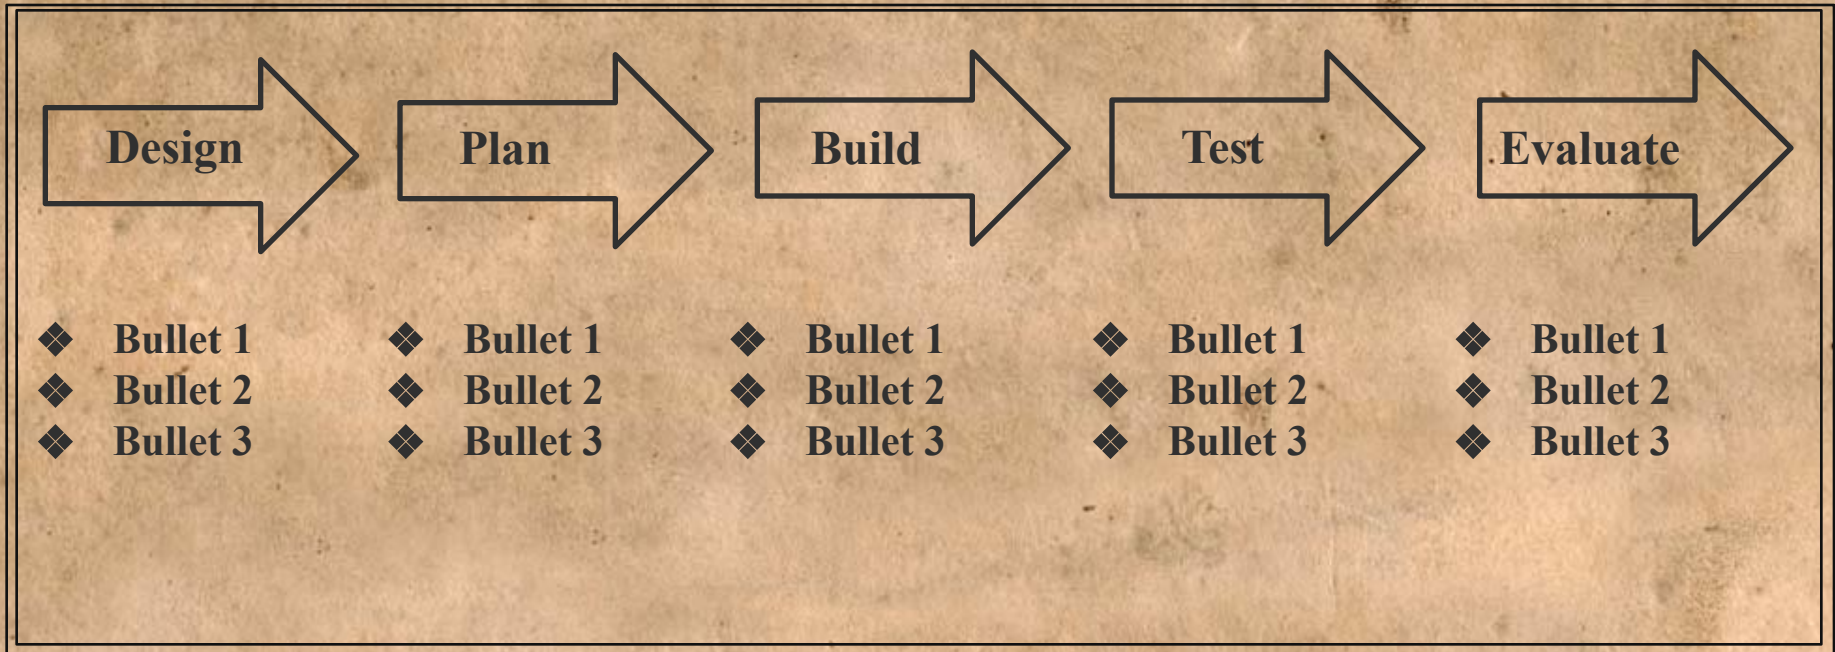 Design
Plan
Build
Test
Evaluate
❖ Bullet 1
❖ Bullet 2
❖ Bullet 3
❖ Bullet 1
❖ Bullet 2
❖ Bullet 3
❖ Bullet 1
❖ Bullet 2
❖ Bullet 3
❖ Bullet 1
❖ Bullet 2
❖ Bullet 3
❖ Bullet 1
❖ Bullet 2
❖ Bullet 3